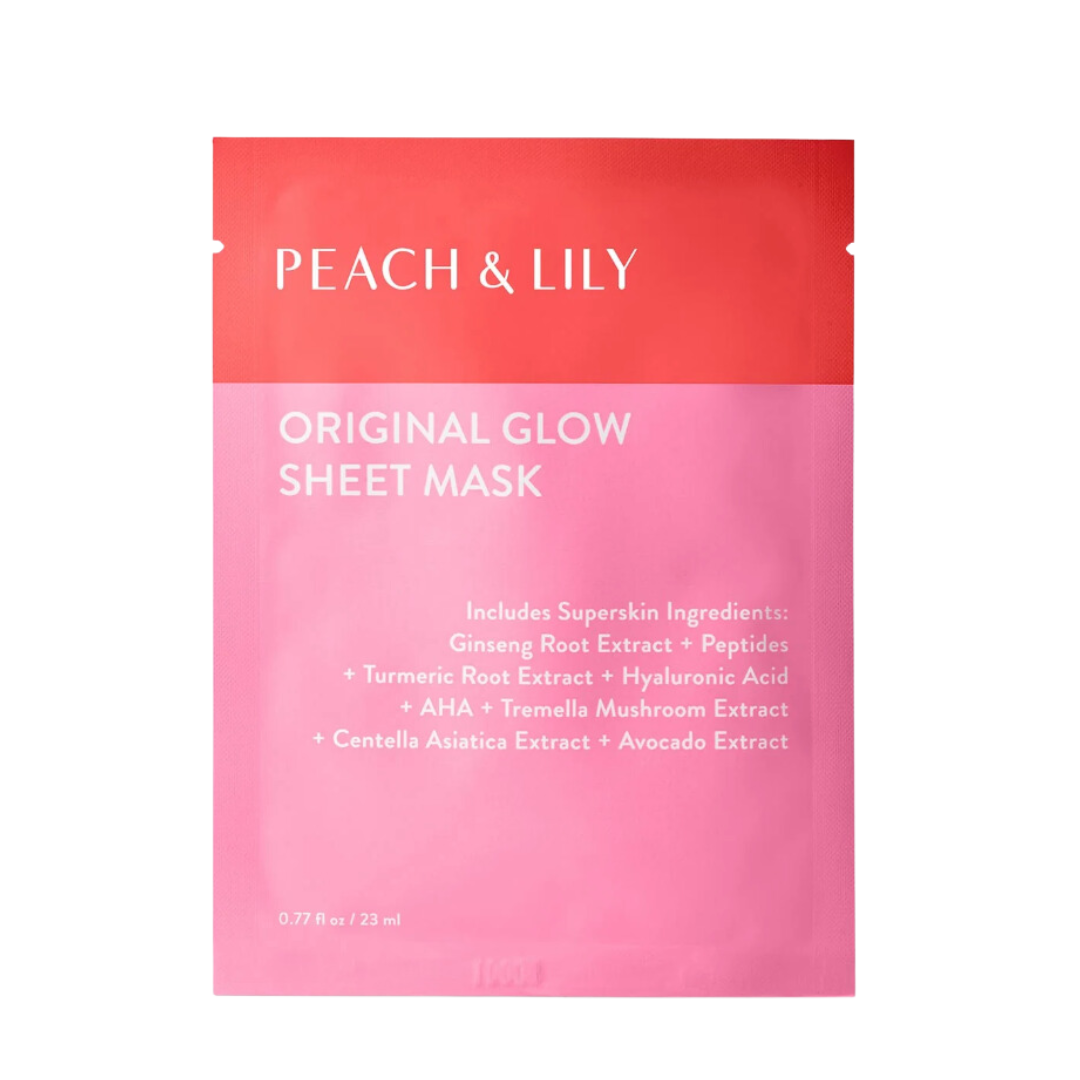 PEACH & LILY
ORIGINAL GLOW
SHEET MASK
Includes Superskin Ingredients:
Ginseng Root Extract + Peptides
+ Turmeric Root Extract + Hyaluronic Acid
+ AHA + Tremella Mushroom Extract
+ Centella Asiatica Extract + Avocado Extract
0.77 fl oz / 23 ml